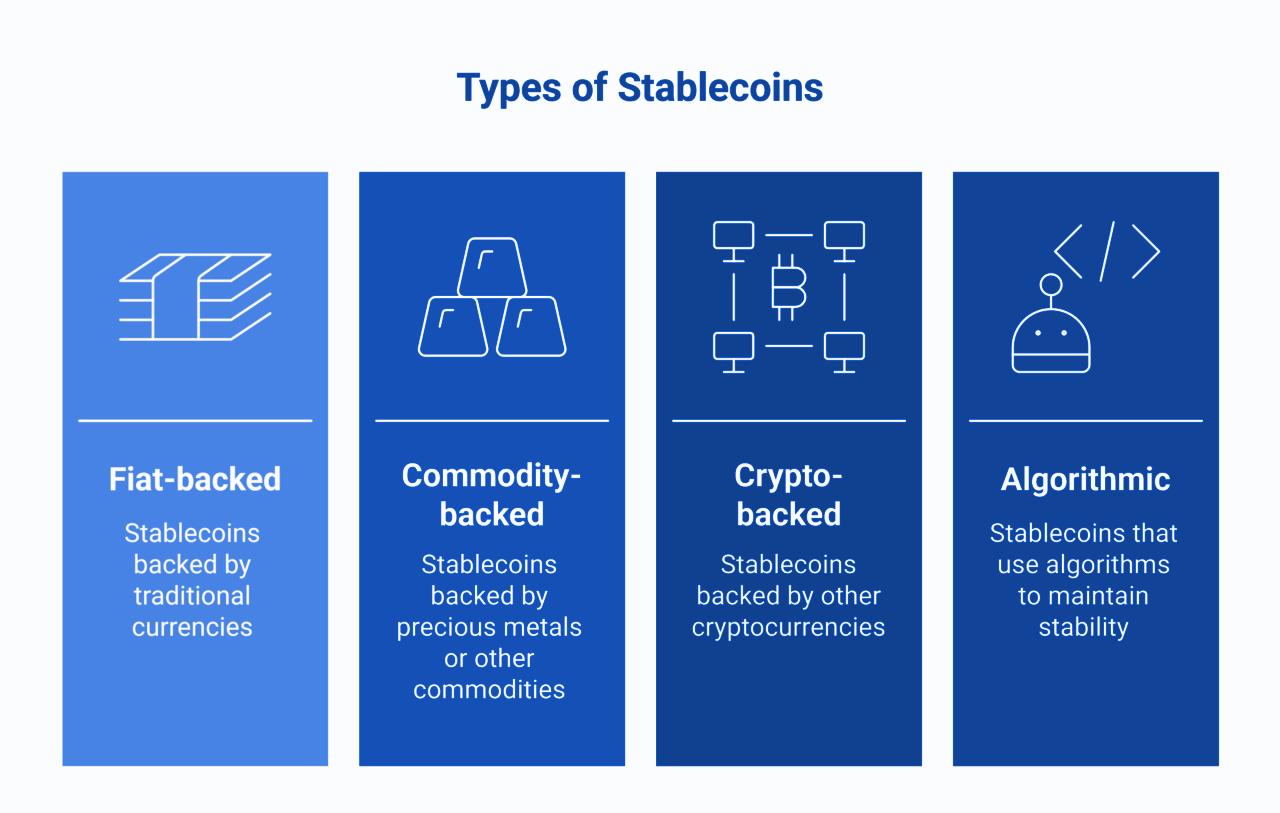 Types of Stablecoins
Fiat-backed
Stablecoins
backed by
traditional
currencies
Commodity-
backed
Stablecoins
backed by
precious metals
or other
commodities
Crypto-
backed
Stablecoins
backed by other
cryptocurrencies
Algorithmic
Stablecoins that
use algorithms
to maintain
stability